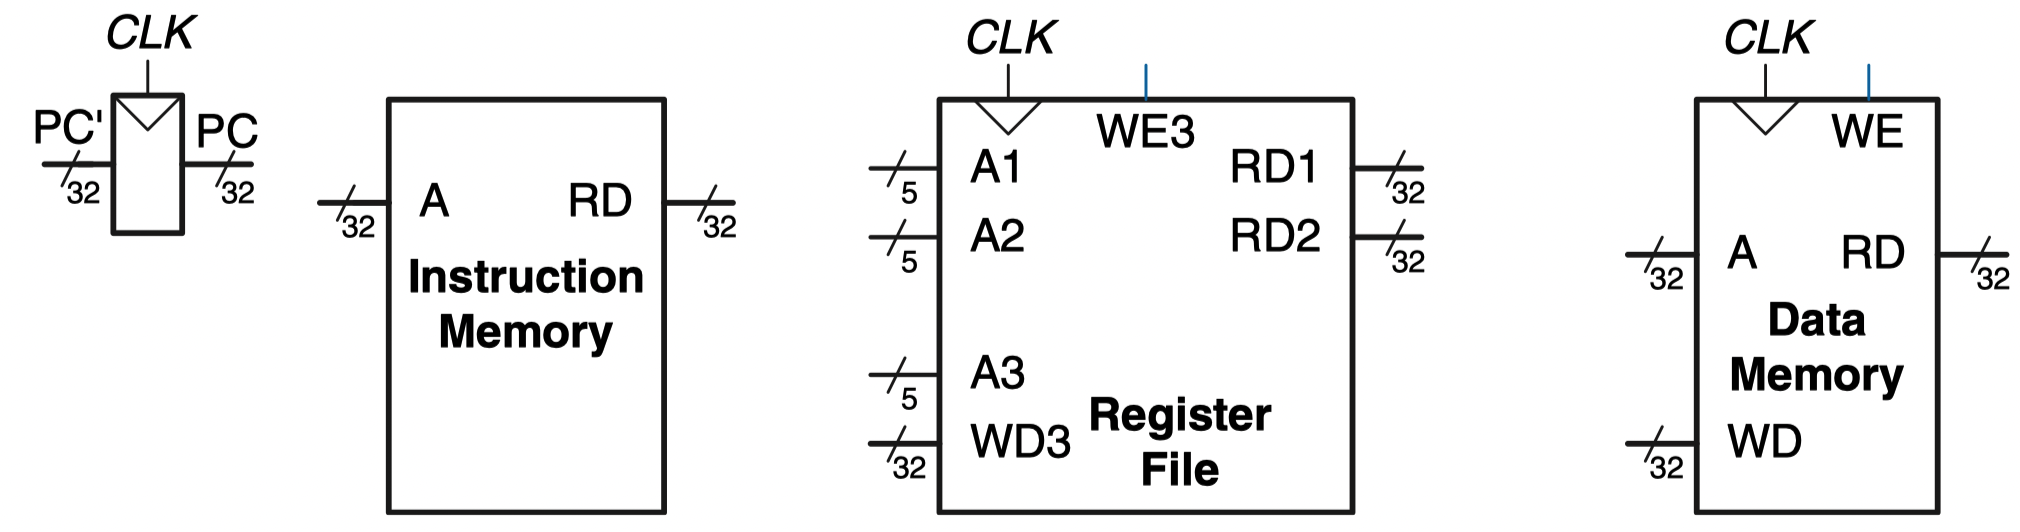 CLK
PC' PC
32 32
A RD
32 32
Instruction
Memory
CLK
WE3
A1 RD1
5 32
A2 RD2
5 32
A3
5
WD3
32
Register
File
CLK
WE
A RD
32 32
Data
Memory
WD
32